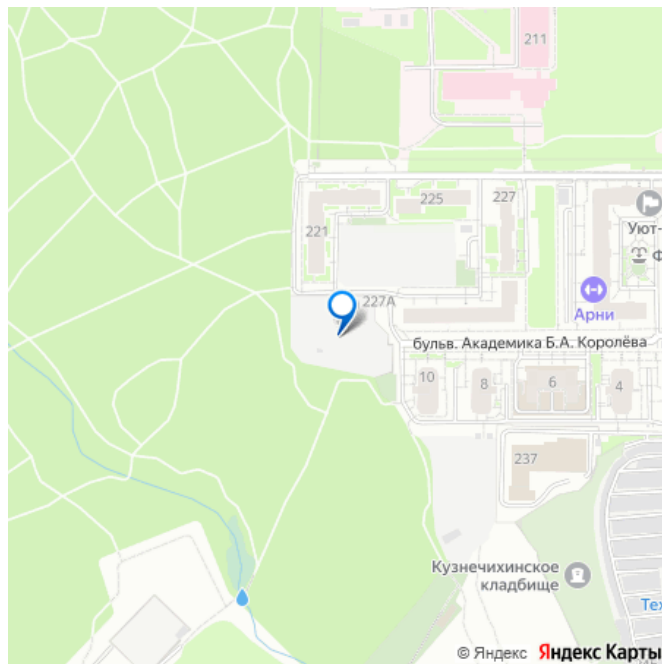 211
225
227
221
Уют-
Ф
227А
Арни
бульв. Академика Б.А. Королёва
10
8
6
4
237
Кузнечихинское
кладбище
Тех
© Яндекс Яндекс Карты